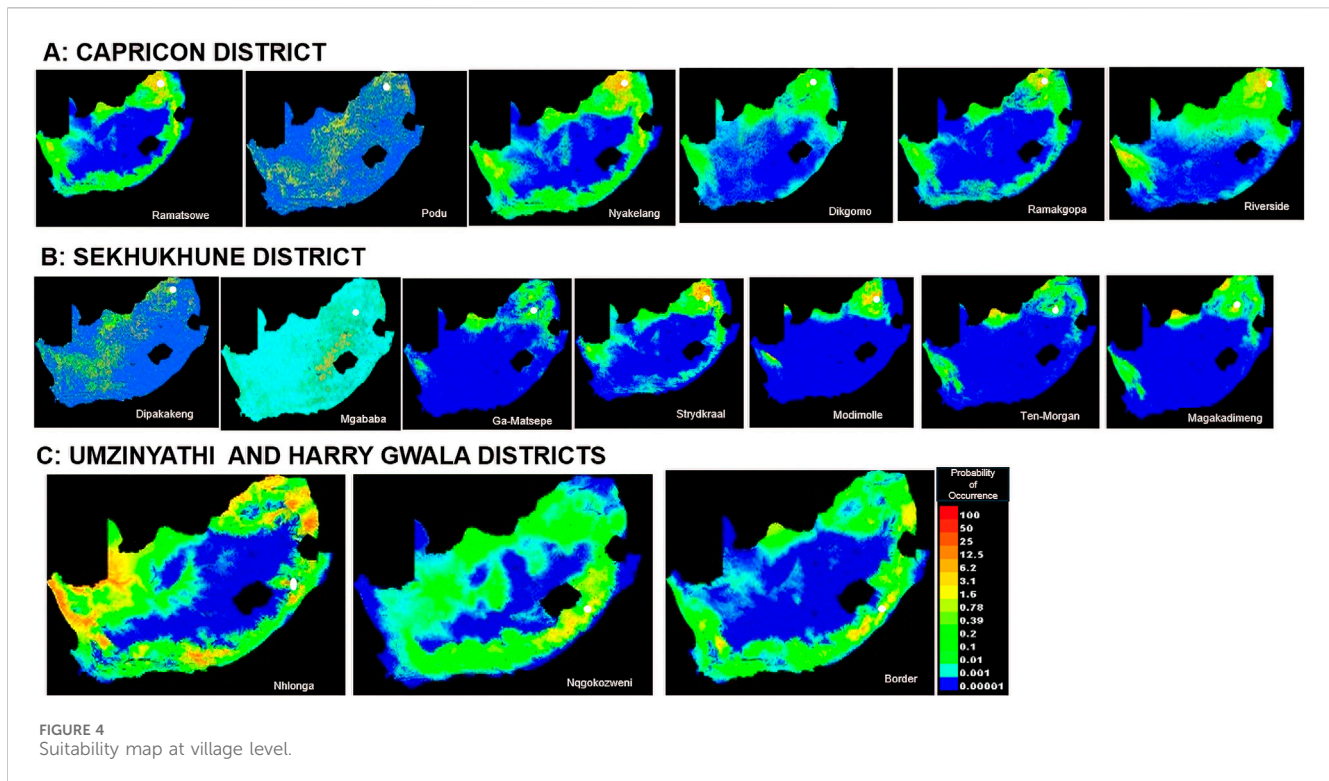 A: CAPRICON DISTRICT
Ramatsowe
Podu
Nyakelang
Dikgomo
Ramakgopa
Riverside
B: SEKHUKHUNE DISTRICT
Dipakakeng
Mgababa
Ga-Matsepe
Strydkraal
Modimolle
Ten-Morgan
Magakadimeng
C: UMZINYATHI AND HARRY GWALA DISTRICTS
Nhlonga
Nqgokozweni
Border
Probability
of
Occurrence
100
50
25
12.5
6.2
3.1
1.6
0.78
0.39
0.2
0.1
0.01
0.001
0.00001
FIGURE 4
Suitability map at village level.